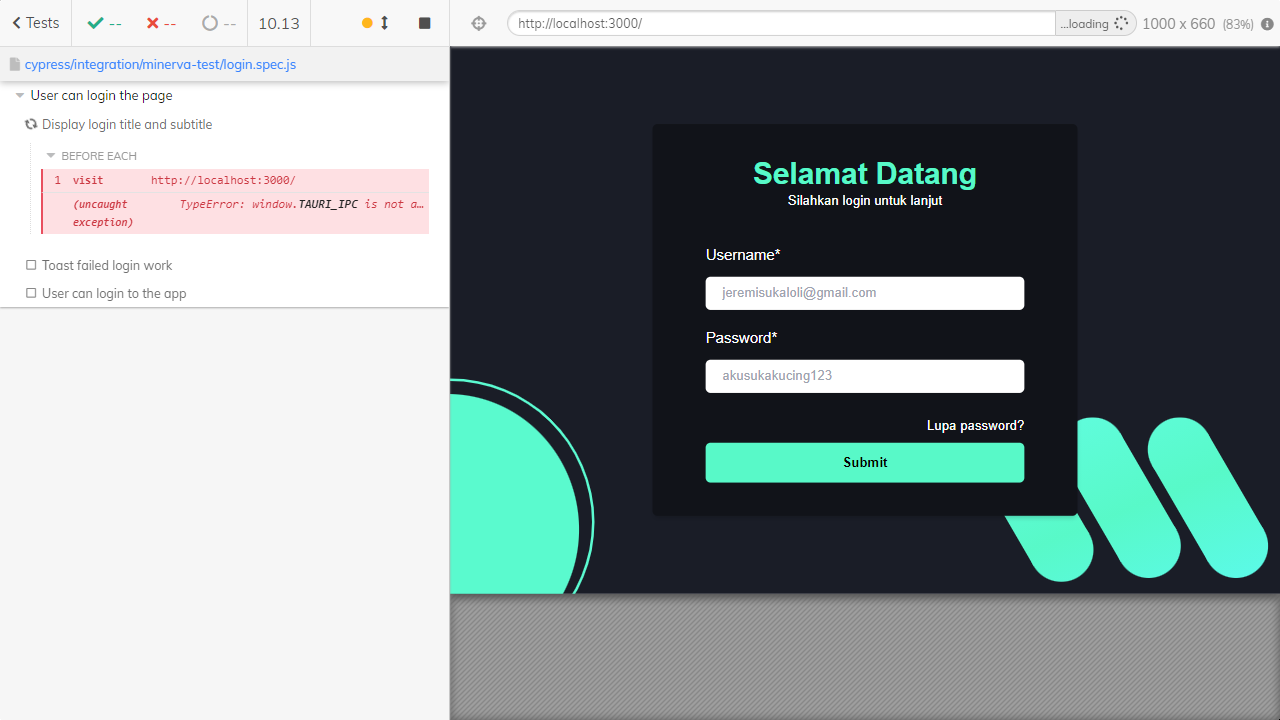 Tests
--
--
--
10.13
http://localhost:3000/
...loading
1000 x 660 (83%)
cypress/integration/minerva-test/login.spec.js
User can login the page
Display login title and subtitle
BEFORE EACH
1 visit http://localhost:3000/
(uncaught exception) TypeError: window.TAURI_IPC is not a…
Toast failed login work
User can login to the app
Selamat Datang
Silahkan login untuk lanjut
Username*
jeremisukaloli@gmail.com
Password*
akusukakucing123
Lupa password?
Submit